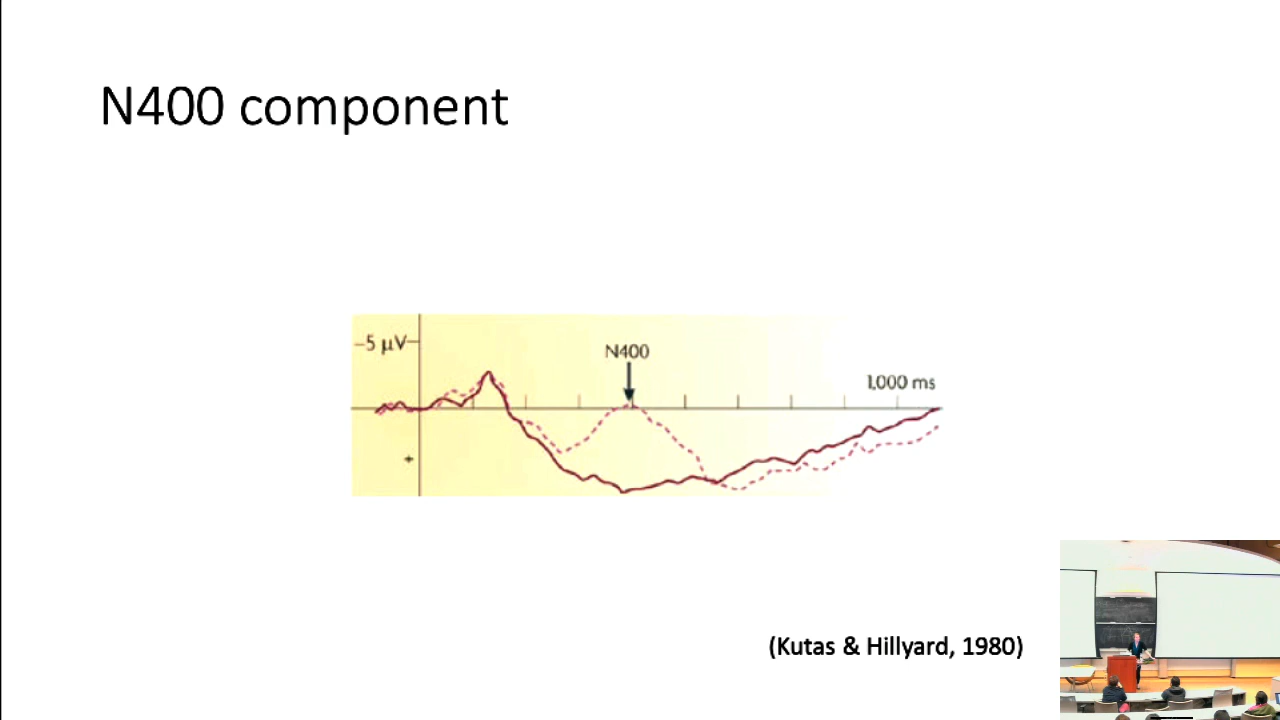 N400 component
−5 μV
N400
1,000 ms
+
(Kutas & Hillyard, 1980)